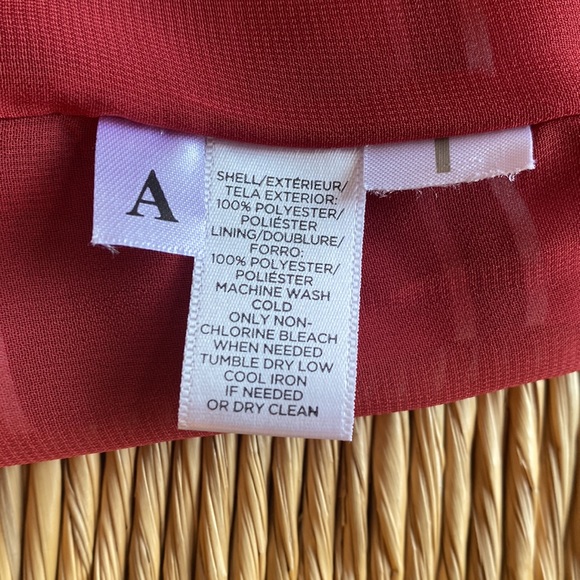 A
SHELL/EXTÉRIEUR/
TELA EXTERIOR:
100% POLYESTER/
POLIÉSTER
LINING/DOUBLURE/
FORRO:
100% POLYESTER/
POLIÉSTER
MACHINE WASH
COLD
ONLY NON-
CHLORINE BLEACH
WHEN NEEDED
TUMBLE DRY LOW
COOL IRON
IF NEEDED
OR DRY CLEAN